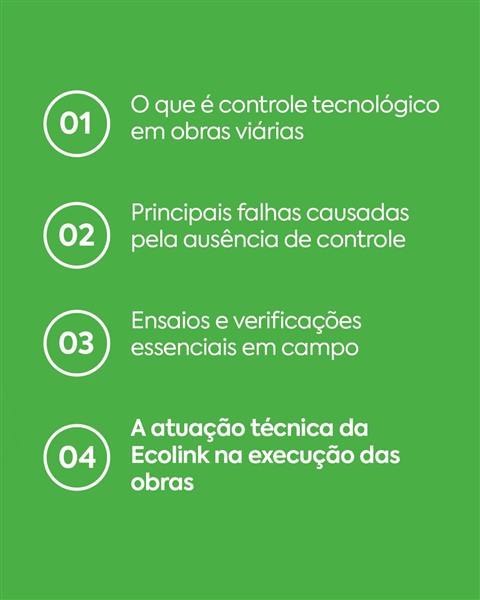 01
O que é controle tecnológico
em obras viárias
02
Principais falhas causadas
pela ausência de controle
03
Ensaios e verificações
essenciais em campo
04
A atuação técnica da
Ecolink na execução das
obras